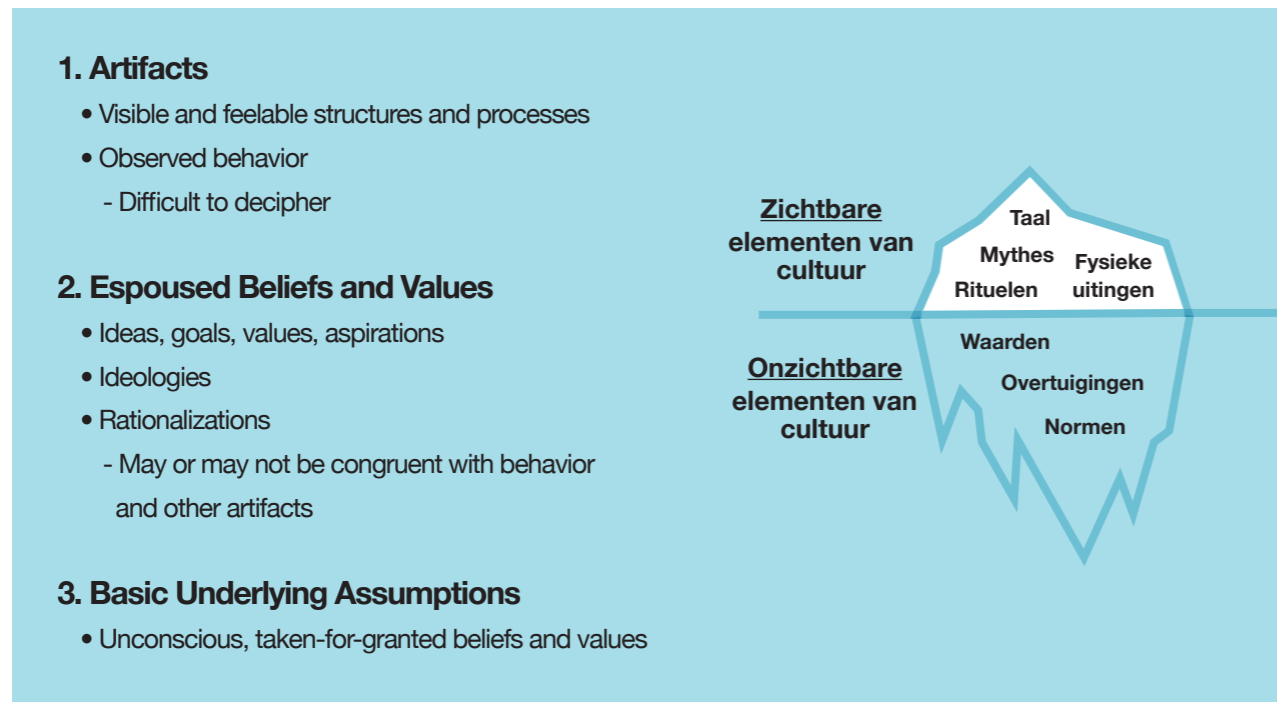 1. Artifacts
• Visible and feelable structures and processes
• Observed behavior
- Difficult to decipher
2. Espoused Beliefs and Values
• Ideas, goals, values, aspirations
• Ideologies
• Rationalizations
- May or may not be congruent with behavior
and other artifacts
3. Basic Underlying Assumptions
• Unconscious, taken-for-granted beliefs and values
Zichtbare
elementen van
cultuur
Taal
Mythes
Fysieke
Rituelen
uitingen
Onzichtbare
elementen van
cultuur
Waarden
Overtuigingen
Normen